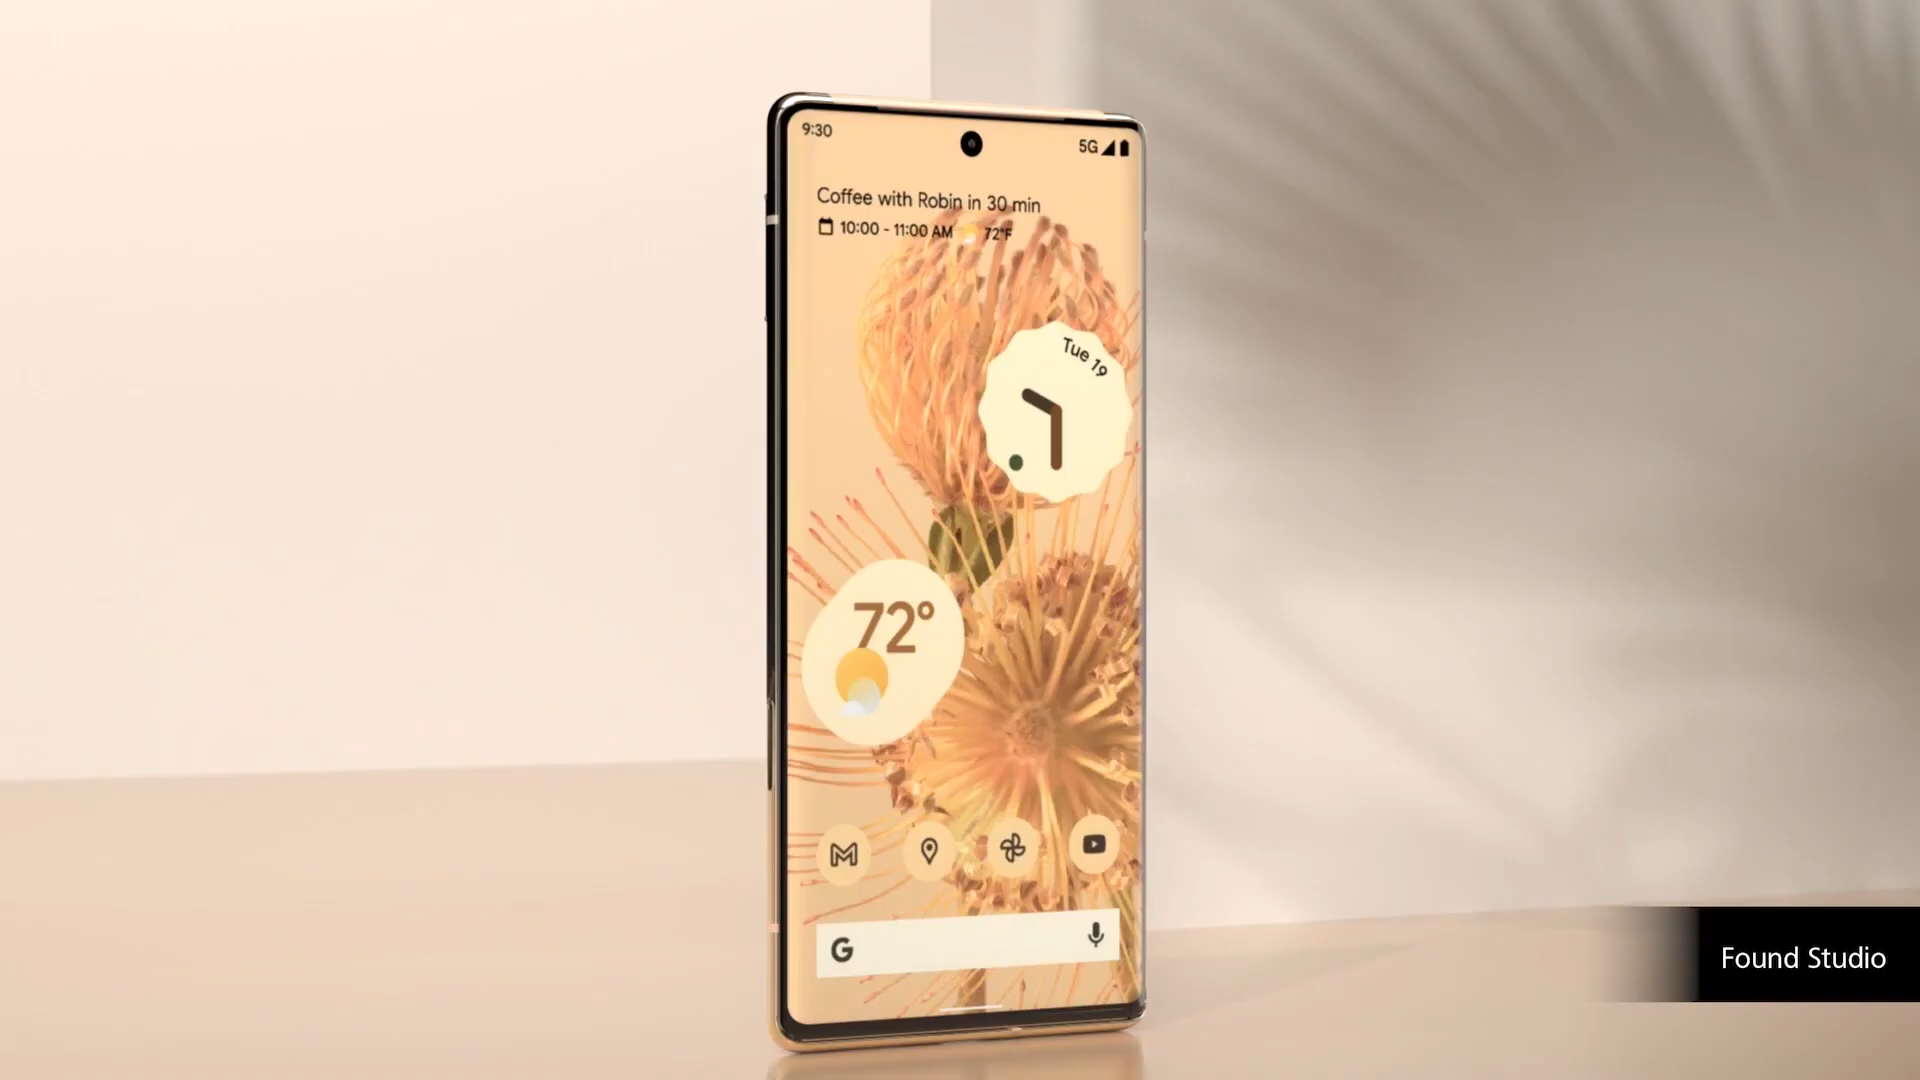 9:30
5G
Coffee with Robin in 30 min
10:00 - 11:00 AM 72°F
Tue 19
72°
G
Found Studio